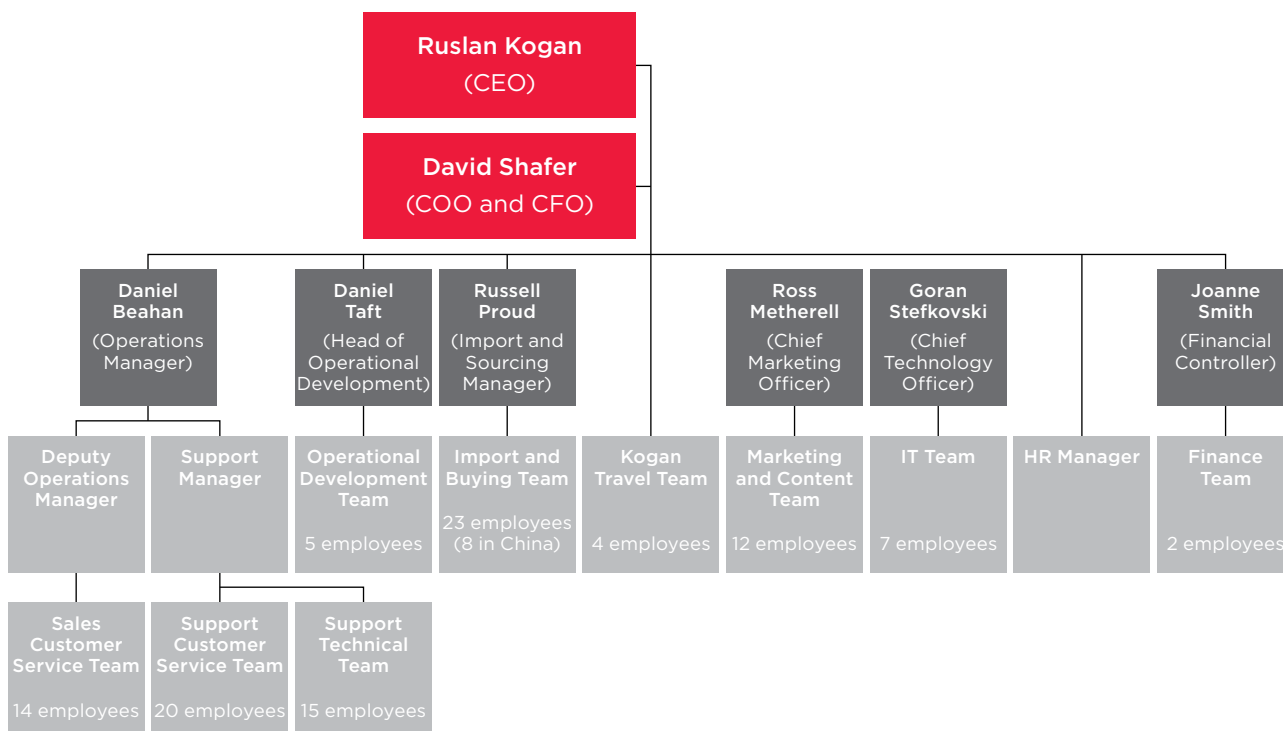 Ruslan Kogan
(CEO)
David Shafer
(COO and CFO)
Daniel
Beahan
(Operations
Manager)
Daniel
Taft
(Head of
Operational
Development)
Russell
Proud
(Import and
Sourcing
Manager)
Ross
Metherell
(Chief
Marketing
Officer)
Goran
Stefkovski
(Chief
Technology
Officer)
Joanne
Smith
(Financial
Controller)
Deputy
Operations
Manager
Support
Manager
Operational
Development
Team
5 employees
Import and
Buying Team
23 employees
(8 in China)
Kogan
Travel Team
4 employees
Marketing
and Content
Team
12 employees
IT Team
7 employees
HR Manager
Finance
Team
2 employees
Sales
Customer
Service Team
14 employees
Support
Customer
Service Team
20 employees
Support
Technical
Team
15 employees